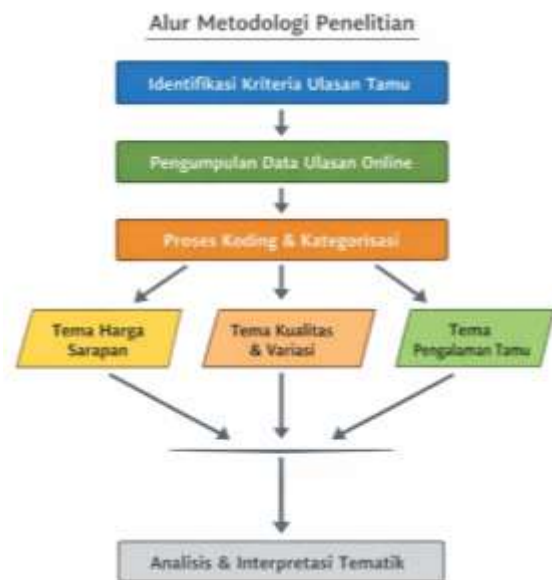 Alur Metodologi Penelitian
Identifikasi Kriteria Ulasan Tamu
Pengumpulan Data Ulasan Online
Proses Koding & Kategorisasi
Tema Harga
Sarapan
Tema Kualitas
& Variasi
Tema
Pengalaman Tamu
Analisis & Interpretasi Tematik